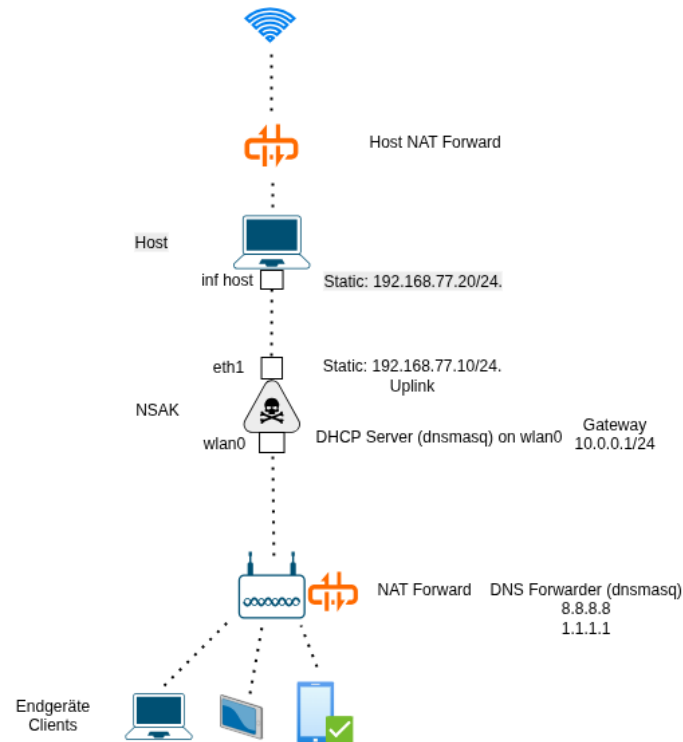 Host NAT Forward
Host
inf host
Static: 192.168.77.20/24.
eth1
Static: 192.168.77.10/24.
Uplink
NSAK
wlan0
DHCP Server (dnsmasq) on wlan0
Gateway
10.0.0.1/24
NAT Forward
DNS Forwarder (dnsmasq)
8.8.8.8
1.1.1.1
Endgeräte
Clients